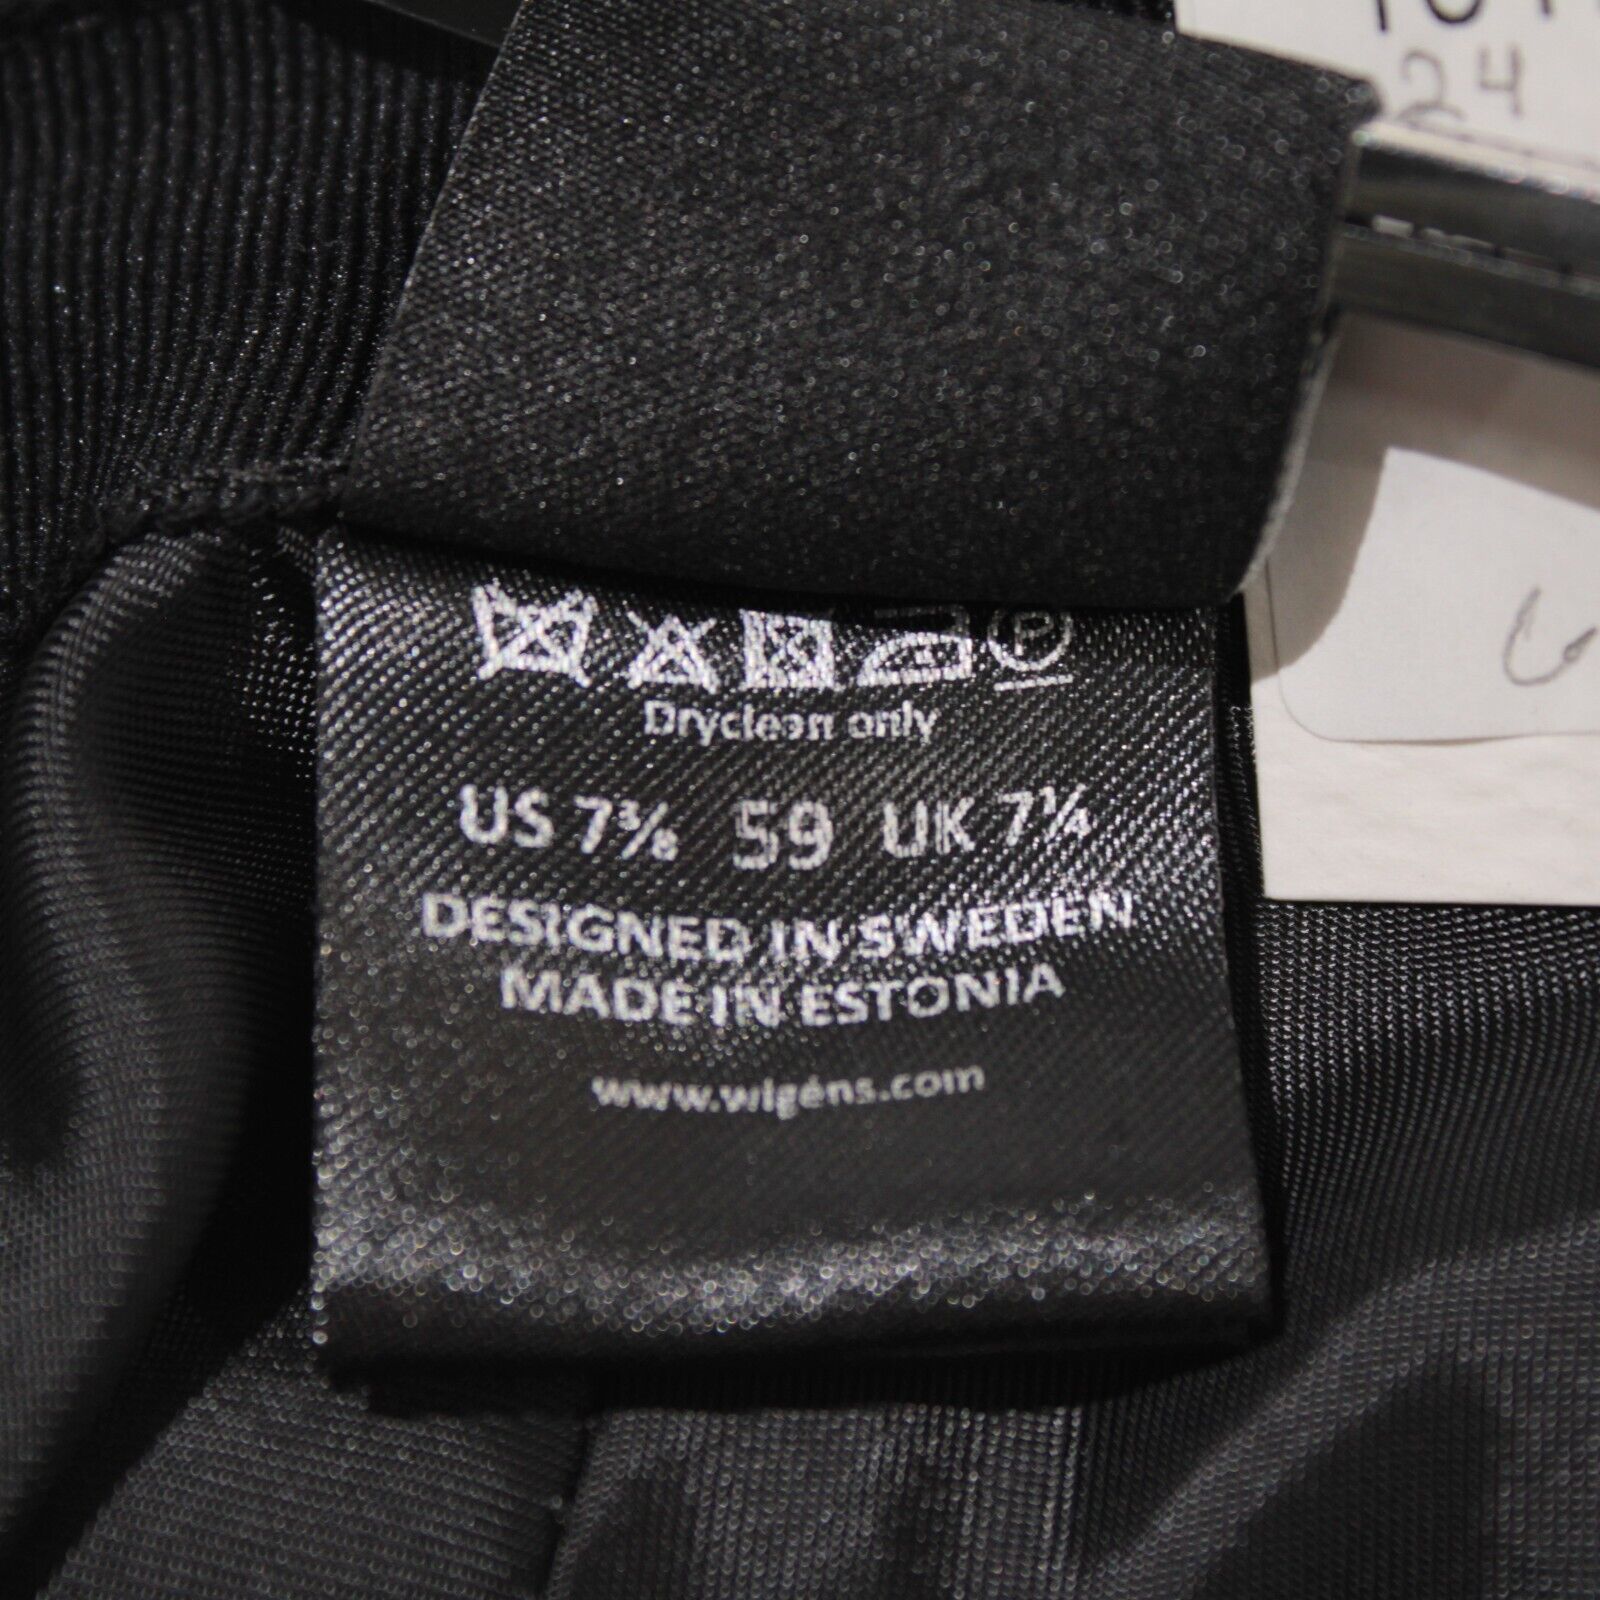 24
Dryclean only
US 7⅜ 59 UK 7¼
DESIGNED IN SWEDEN
MADE IN ESTONIA
www.wigens.com